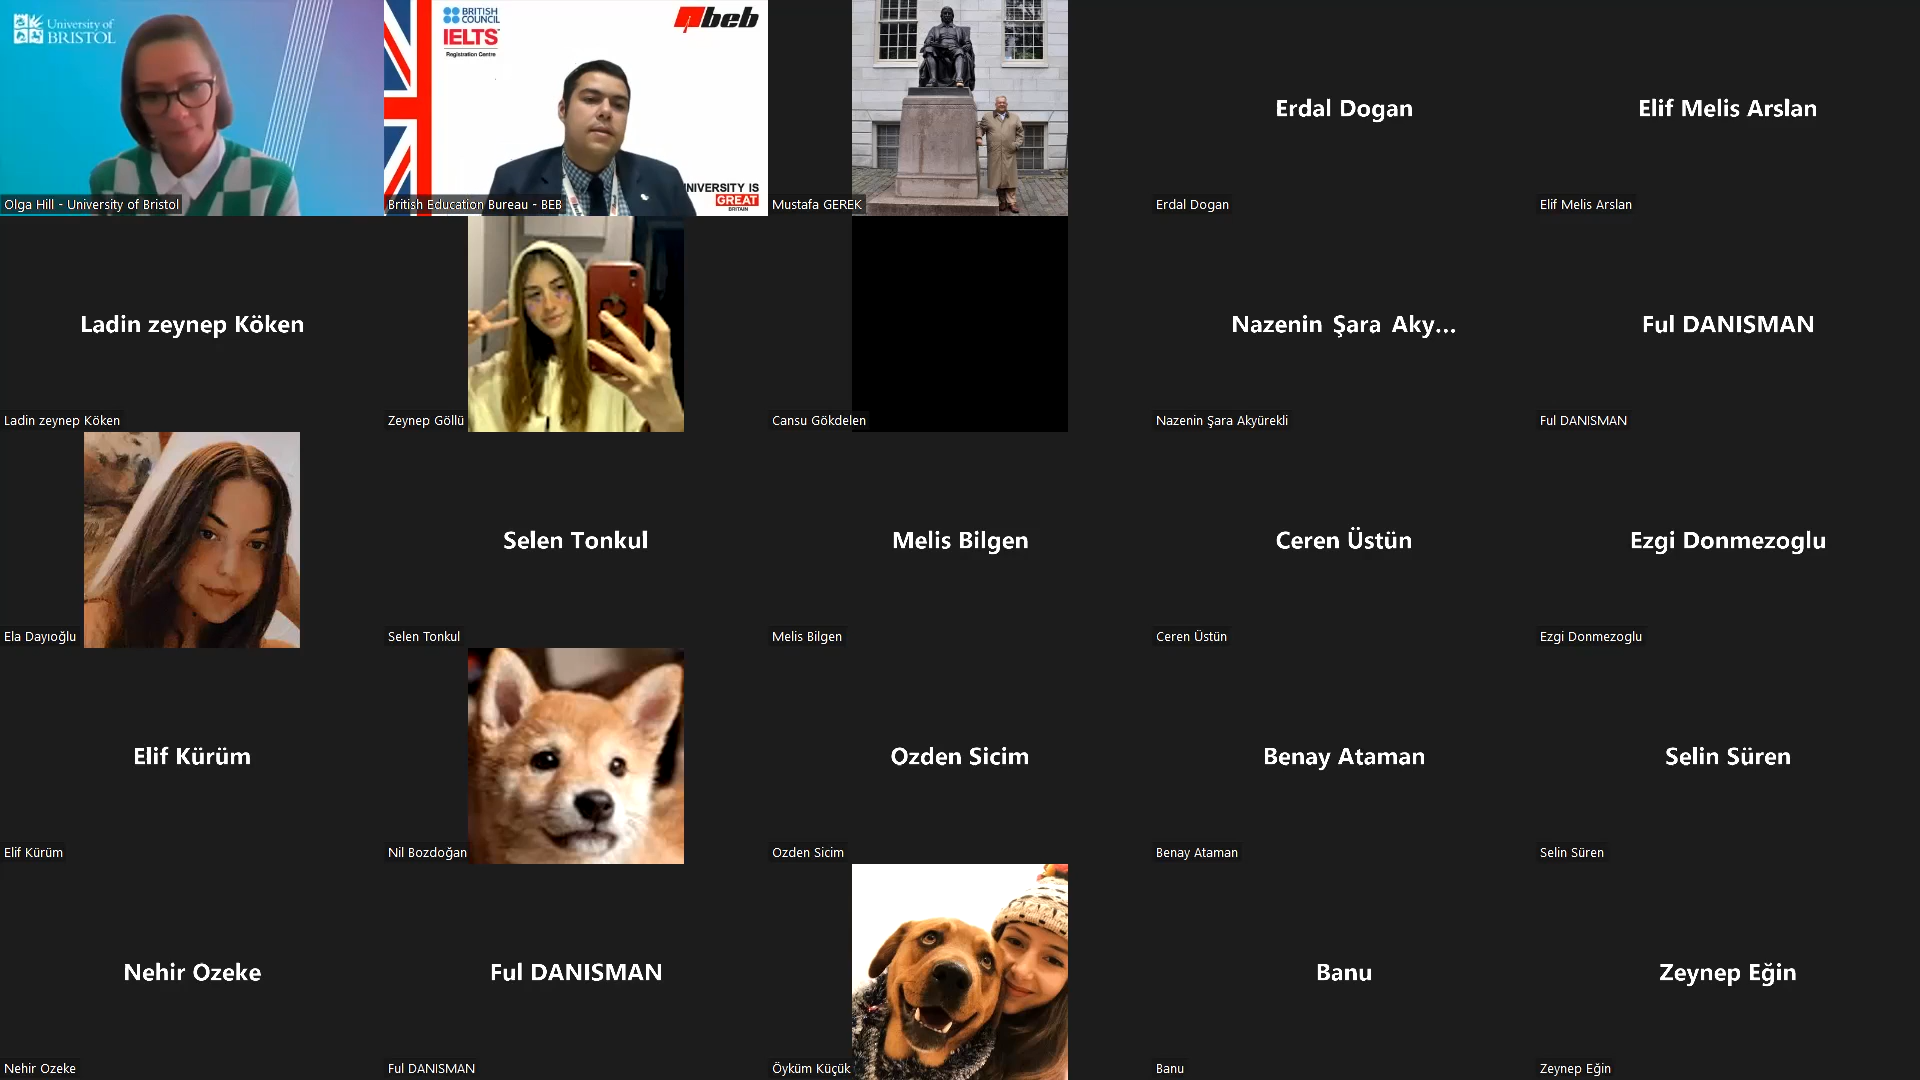 University of
BRISTOL
Olga Hill - University of Bristol
BRITISH
COUNCIL
IELTS
Registration Centre
beb
UNIVERSITY IS
GREAT
BRITAIN
British Education Bureau - BEB
Mustafa GEREK
Erdal Dogan
Erdal Dogan
Elif Melis Arslan
Elif Melis Arslan
Ladin zeynep Köken
Ladin zeynep Köken
Zeynep Göllü
Cansu Gökdelen
Nazenin Şara Aky...
Nazenin Şara Akyürekli
Ful DANISMAN
Ful DANISMAN
Ela Dayıoğlu
Selen Tonkul
Selen Tonkul
Melis Bilgen
Melis Bilgen
Ceren Üstün
Ceren Üstün
Ezgi Donmezoglu
Ezgi Donmezoglu
Elif Kürüm
Elif Kürüm
Nil Bozdoğan
Ozden Sicim
Ozden Sicim
Benay Ataman
Benay Ataman
Selin Süren
Selin Süren
Nehir Ozeke
Nehir Ozeke
Ful DANISMAN
Ful DANISMAN
Öyküm Küçük
Banu
Banu
Zeynep Eğin
Zeynep Eğin